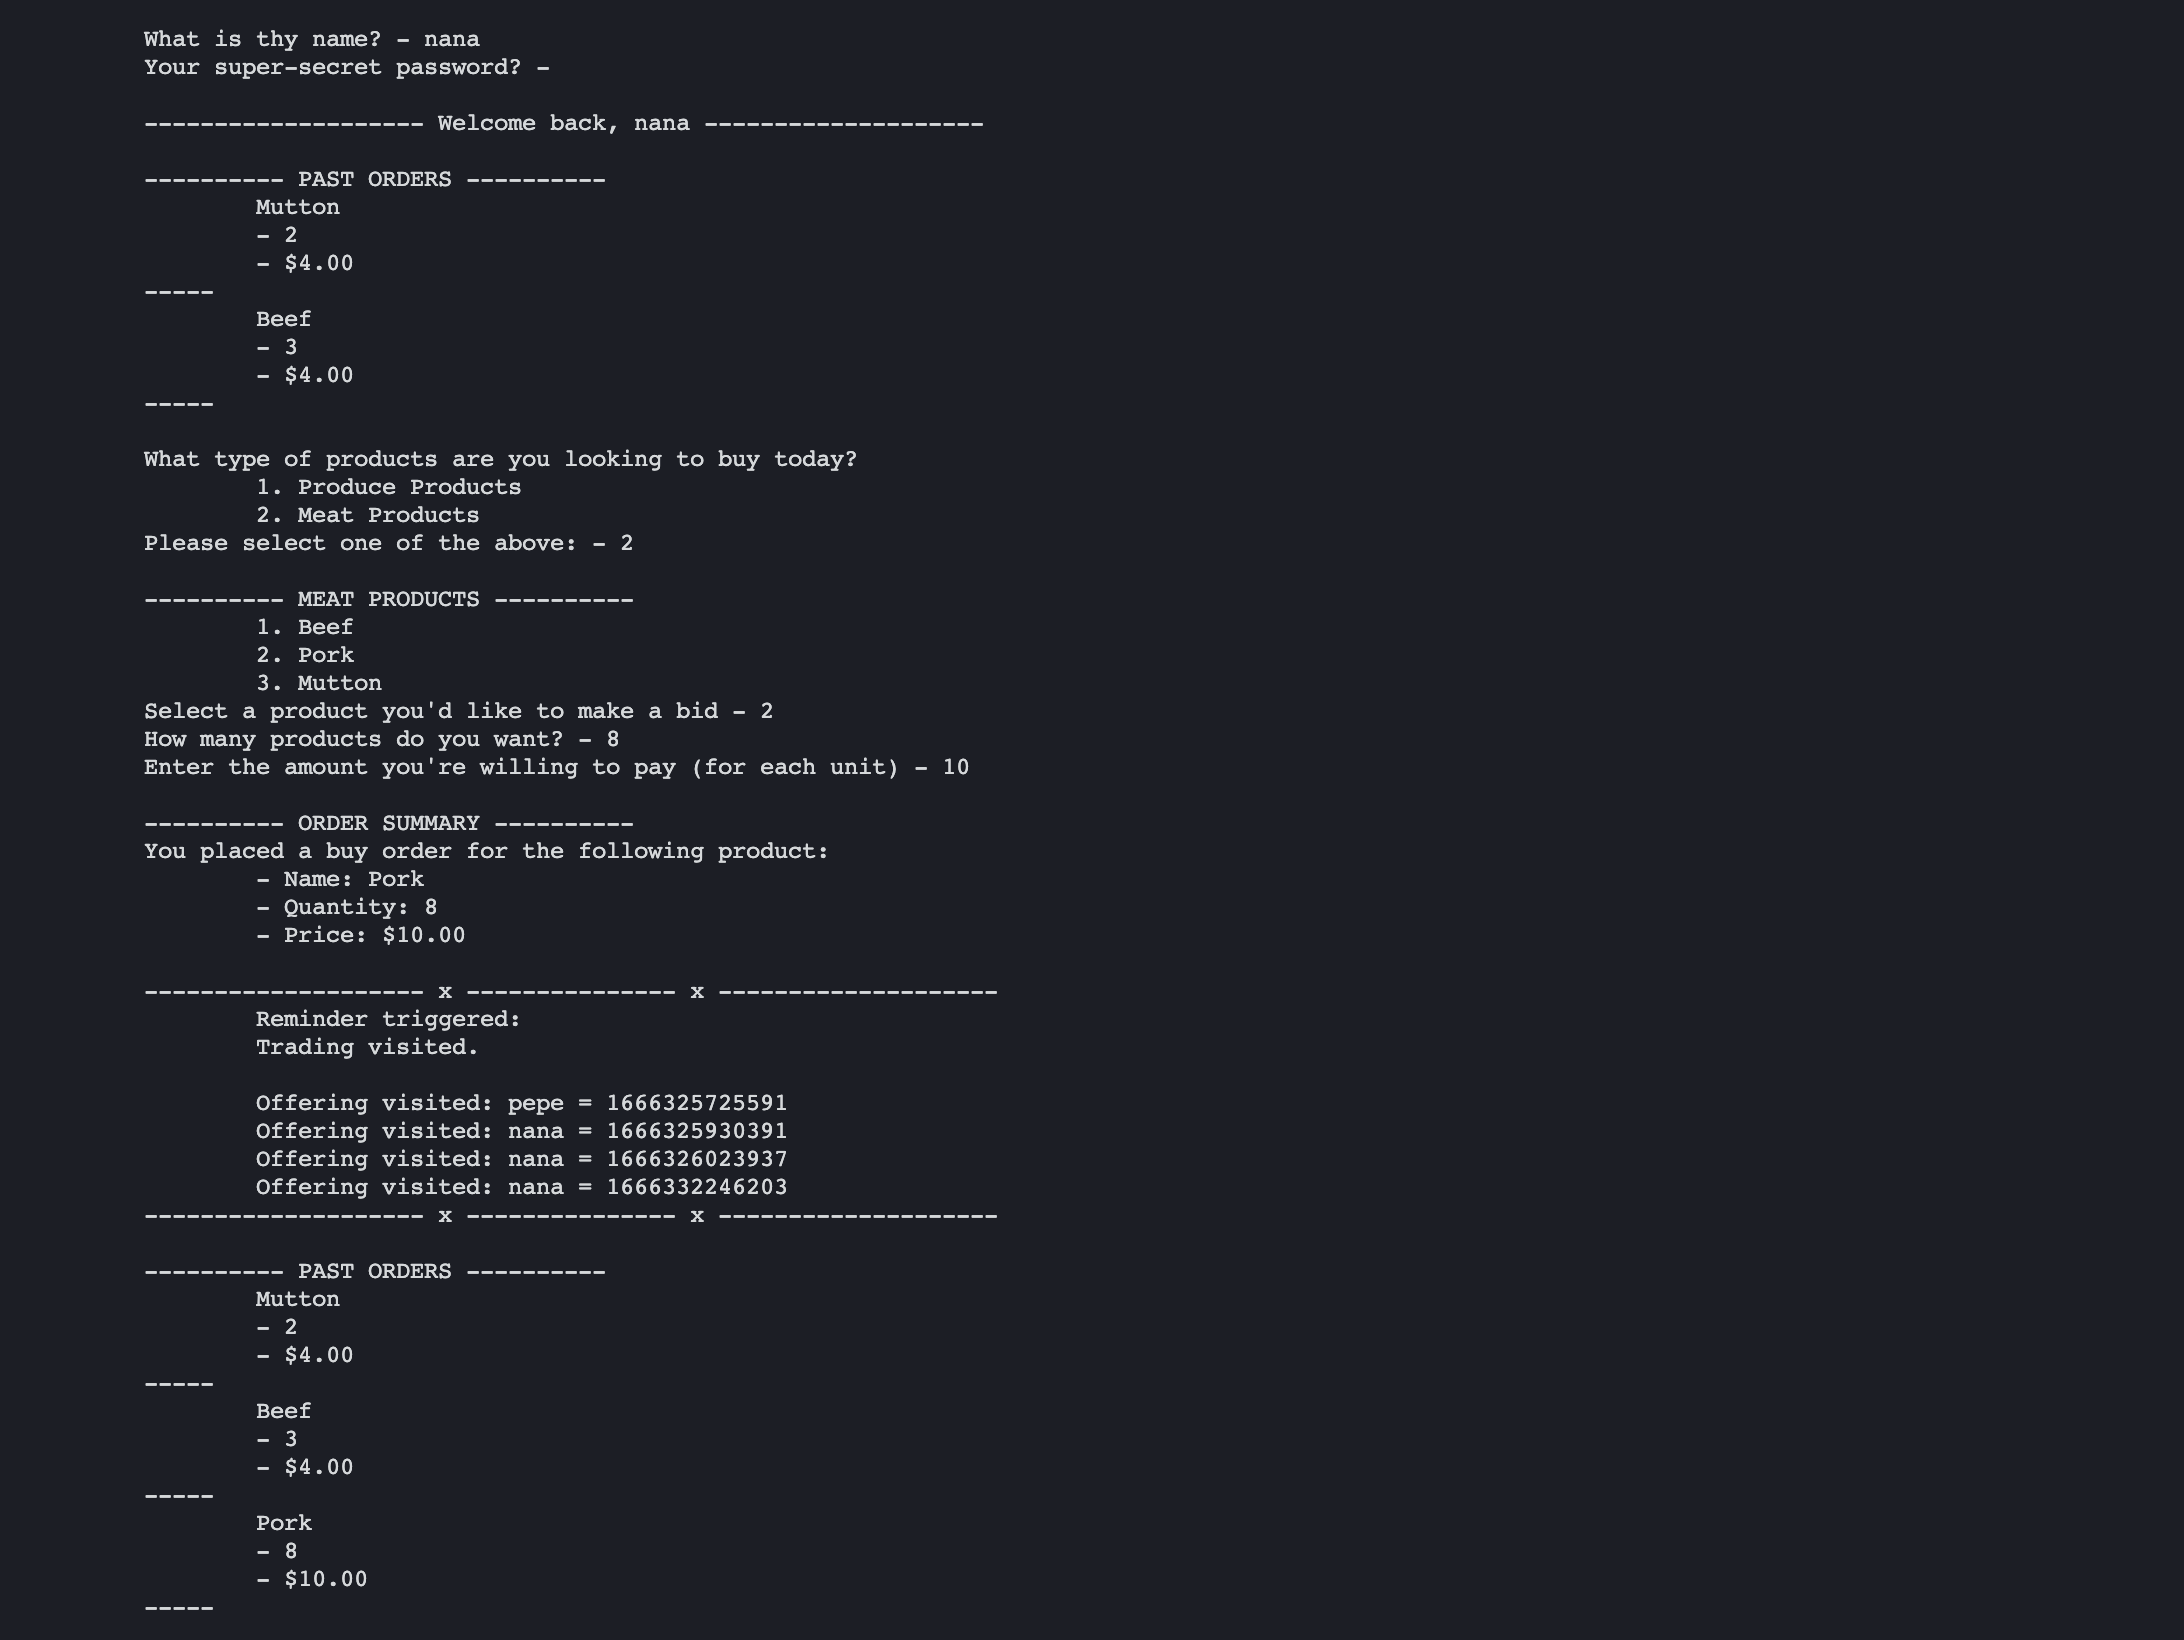 What is thy name? - nana
Your super-secret password? -
-------------------- Welcome back, nana --------------------
---------- PAST ORDERS ----------
Mutton
- 2
- $4.00
-----
Beef
- 3
- $4.00
-----
What type of products are you looking to buy today?
1. Produce Products
2. Meat Products
Please select one of the above: - 2
---------- MEAT PRODUCTS ----------
1. Beef
2. Pork
3. Mutton
Select a product you'd like to make a bid - 2
How many products do you want? - 8
Enter the amount you're willing to pay (for each unit) - 10
---------- ORDER SUMMARY ----------
You placed a buy order for the following product:
- Name: Pork
- Quantity: 8
- Price: $10.00
-------------------- x --------------- x --------------------
Reminder triggered:
Trading visited.
Offering visited: pepe = 1666325725591
Offering visited: nana = 1666325930391
Offering visited: nana = 1666326023937
Offering visited: nana = 1666332246203
-------------------- x --------------- x --------------------
---------- PAST ORDERS ----------
Mutton
- 2
- $4.00
-----
Beef
- 3
- $4.00
-----
Pork
- 8
- $10.00
-----